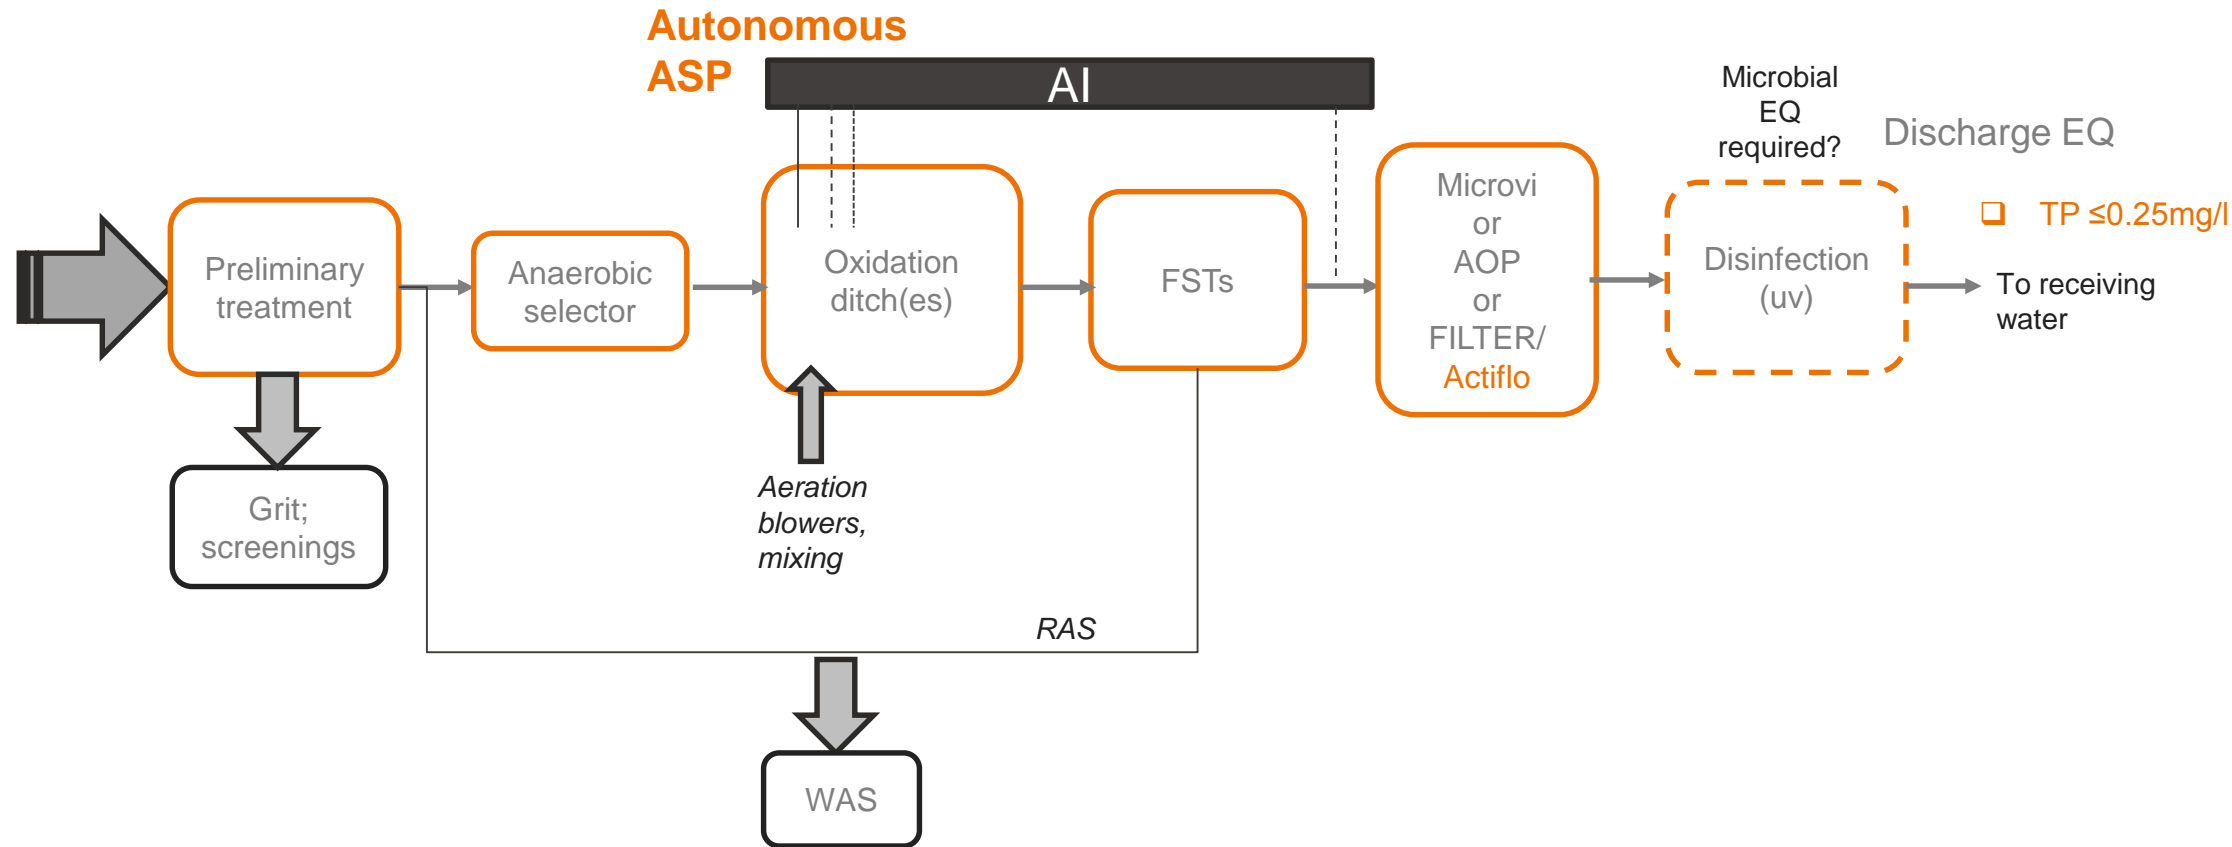 Autonomous
ASP
AI
Microbial
EQ
required?
Discharge EQ
Preliminary
treatment
Anaerobic
selector
Oxidation
ditch(es)
FSTs
Microvi
or
AOP
or
FILTER/
Actiflo
Disinfection
(uv)
❑ TP ≤0.25mg/l
To receiving
water
Grit;
screenings
Aeration
blowers,
mixing
RAS
WAS